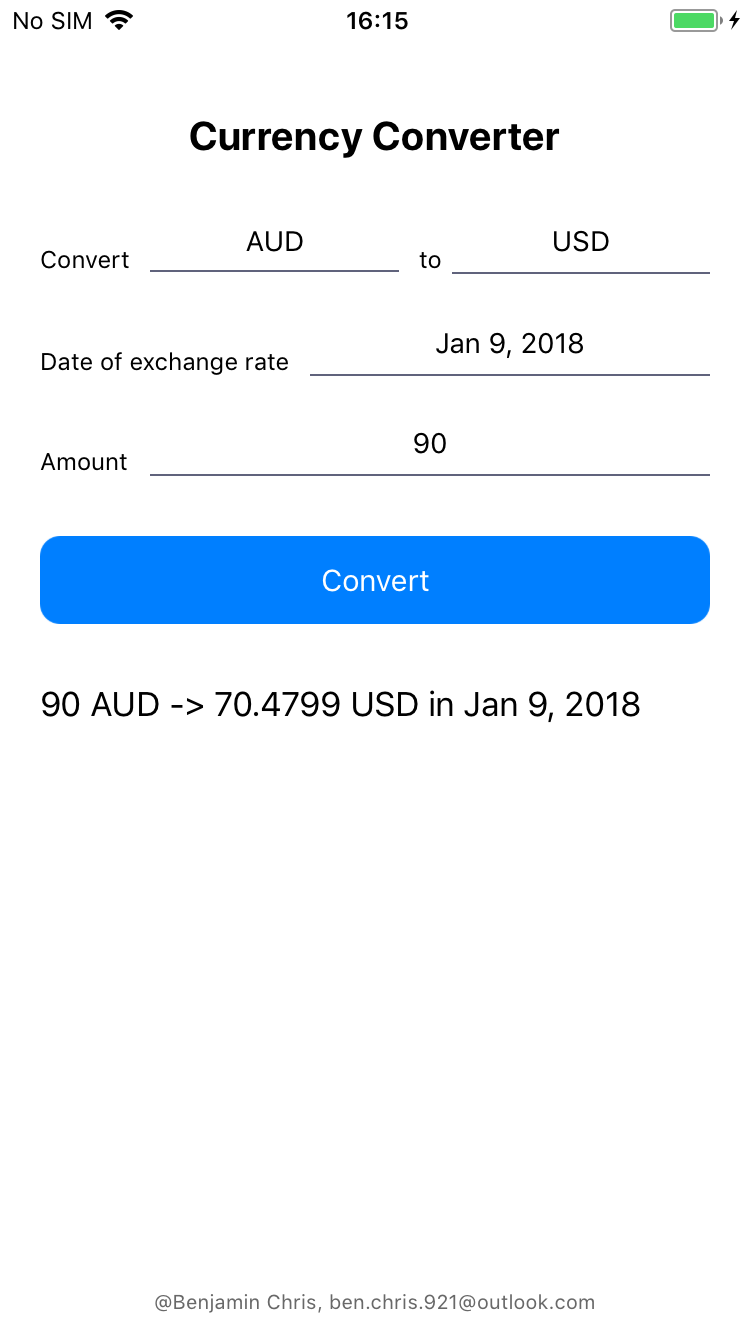 No SIM 16:15
Currency Converter
Convert AUD to USD
Date of exchange rate Jan 9, 2018
Amount 90
Convert
90 AUD -> 70.4799 USD in Jan 9, 2018
@Benjamin Chris, ben.chris.921@outlook.com